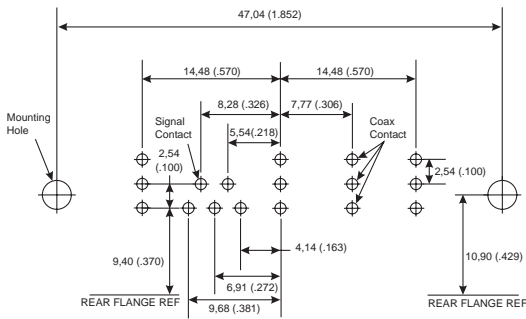 47,04 (1.852)
14,48 (.570)
14,48 (.570)
8,28 (.326)
7,77 (.306)
Mounting
Hole
Signal
Contact
Coax
Contact
5,54(.218)
2,54
(.100)
2,54 (.100)
4,14 (.163)
9,40 (.370)
10,90 (.429)
6,91 (.272)
REAR FLANGE REF
REAR FLANGE REF
9,68 (.381)